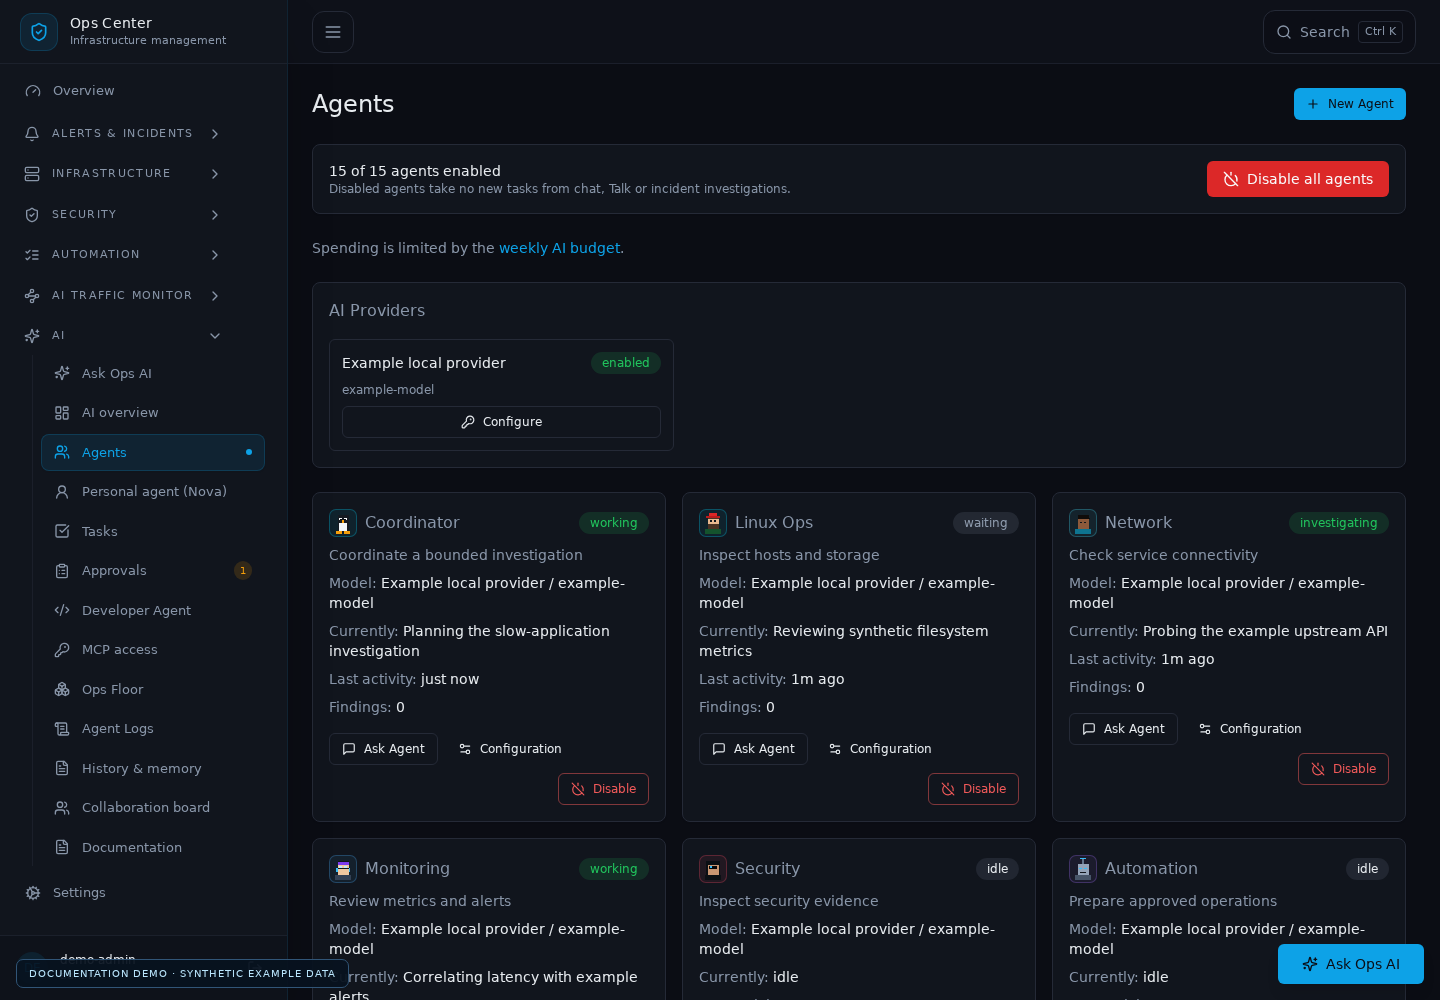 Ops Center
Infrastructure management
Search Ctrl K
Overview
ALERTS & INCIDENTS
INFRASTRUCTURE
SECURITY
AUTOMATION
AI TRAFFIC MONITOR
AI
Ask Ops AI
AI overview
Agents
Personal agent (Nova)
Tasks
Approvals 1
Developer Agent
MCP access
Ops Floor
Agent Logs
History & memory
Collaboration board
Documentation
Settings
DOCUMENTATION DEMO · SYNTHETIC EXAMPLE DATA
Agents
New Agent
15 of 15 agents enabled
Disabled agents take no new tasks from chat, Talk or incident investigations.
Disable all agents
Spending is limited by the weekly AI budget.
AI Providers
Example local provider enabled
example-model
Configure
Coordinator working
Coordinate a bounded investigation
Model: Example local provider / example-
model
Currently: Planning the slow-application
investigation
Last activity: just now
Findings: 0
Ask Agent Configuration
Disable
Linux Ops waiting
Inspect hosts and storage
Model: Example local provider / example-
model
Currently: Reviewing synthetic filesystem
metrics
Last activity: 1m ago
Findings: 0
Ask Agent Configuration
Disable
Network investigating
Check service connectivity
Model: Example local provider / example-
model
Currently: Probing the example upstream API
Last activity: 1m ago
Findings: 0
Ask Agent Configuration
Disable
Monitoring working
Review metrics and alerts
Model: Example local provider / example-
model
Correlating latency with example
alerts
Security idle
Inspect security evidence
Model: Example local provider / example-
model
Currently: idle
Automation idle
Prepare approved operations
Model: Example local provider / example-
model
Currently: idle
Ask Ops AI